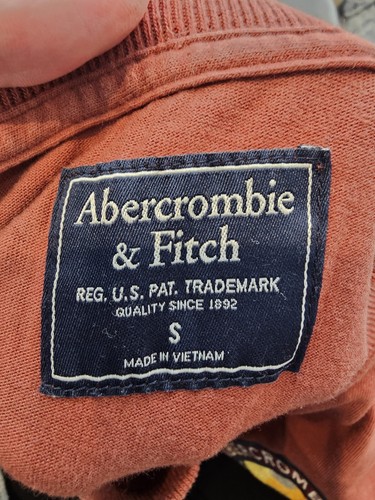 Abercrombie
& Fitch
REG. U.S. PAT. TRADEMARK
QUALITY SINCE 1892
S
MADE IN VIETNAM